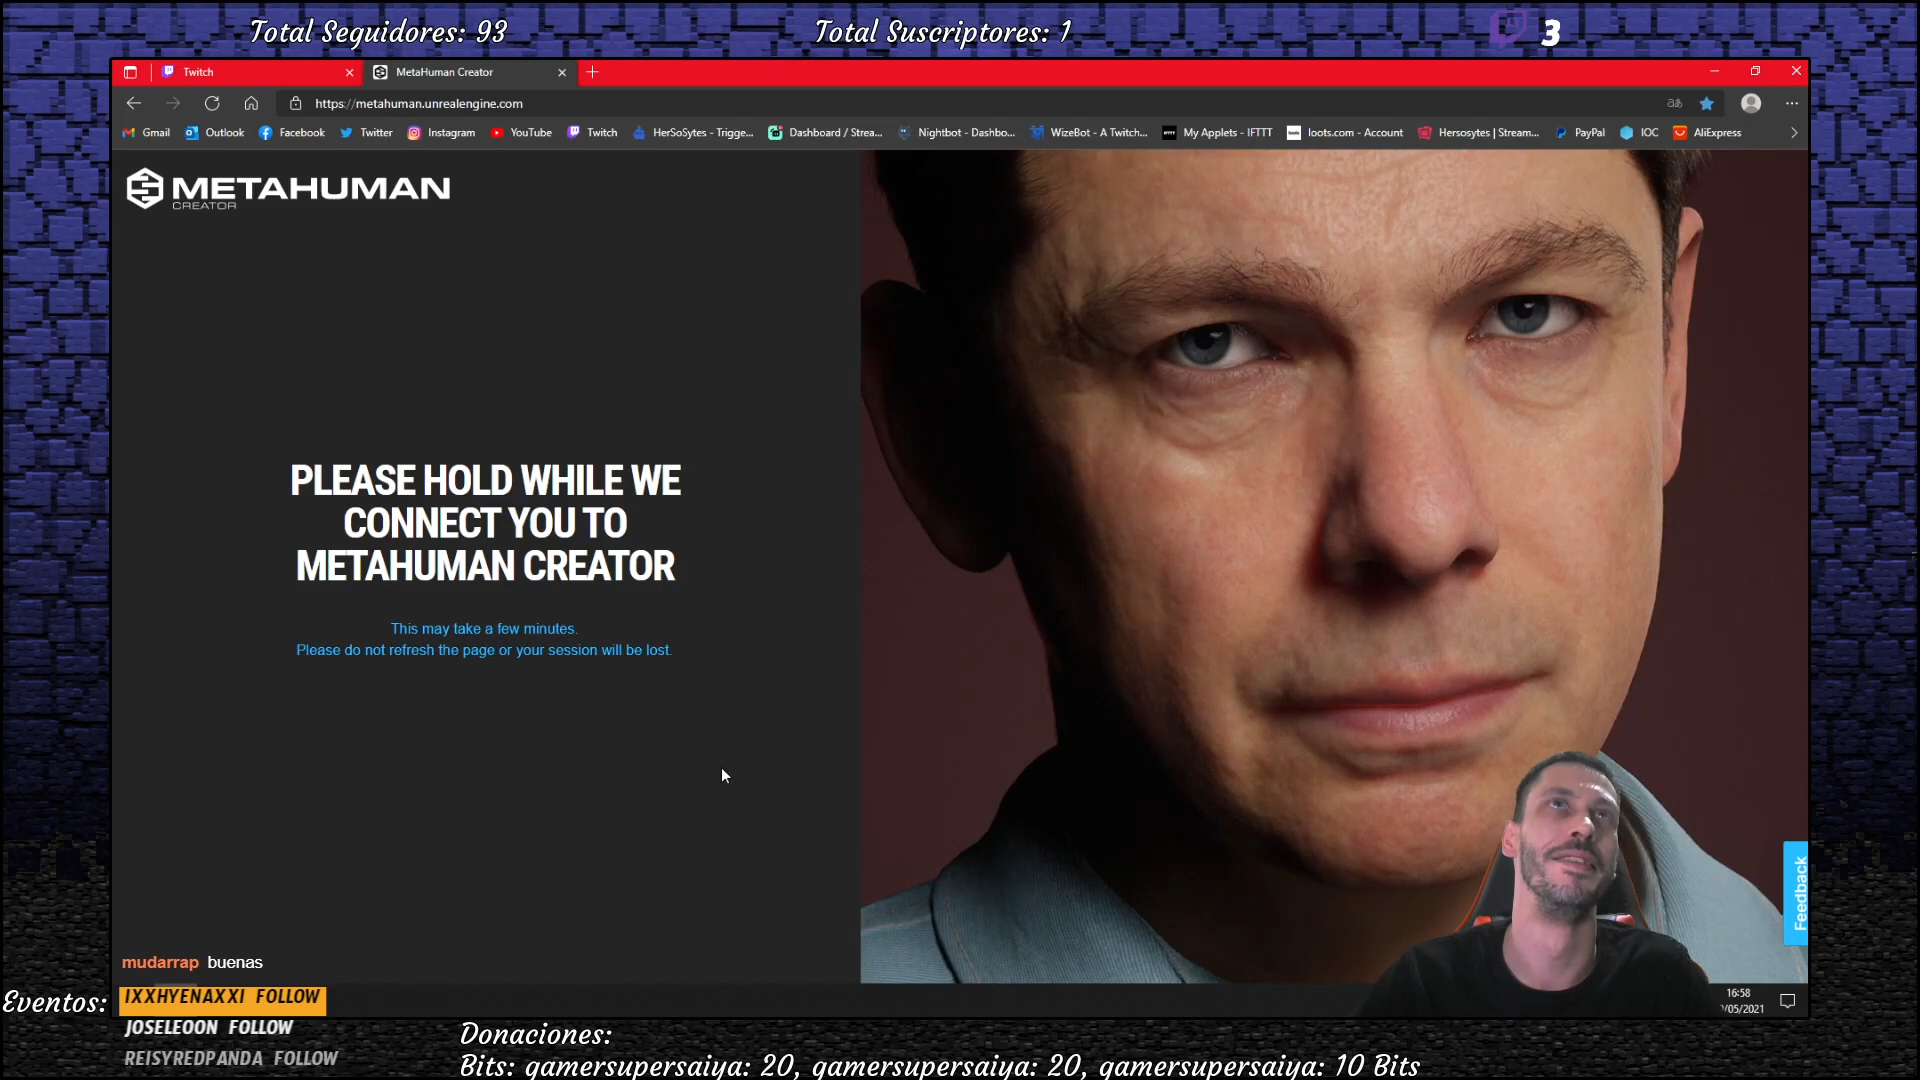 Total Seguidores: 93
Total Suscriptores: 1
3
Twitch
MetaHuman Creator
https://metahuman.unrealengine.com
Gmail
Outlook
Facebook
Twitter
Instagram
YouTube
Twitch
HerSoSytes - Trigge...
Dashboard / Strea...
Nightbot - Dashbo...
WizeBot - A Twitch...
My Applets - IFTTT
loots.com - Account
Hersosytes | Stream...
PayPal
IOC
AliExpress
METAHUMAN
CREATOR
PLEASE HOLD WHILE WE
CONNECT YOU TO
METAHUMAN CREATOR
This may take a few minutes.
Please do not refresh the page or your session will be lost.
Feedback
mudarrap buenas
16:58
/05/2021
Eventos:
IXXHYENAXXI FOLLOW
JOSELEOON FOLLOW
REISYREDPANDA FOLLOW
Donaciones:
Bits: gamersupersaiya: 20, gamersupersaiya: 20, gamersupersaiya: 10 Bits